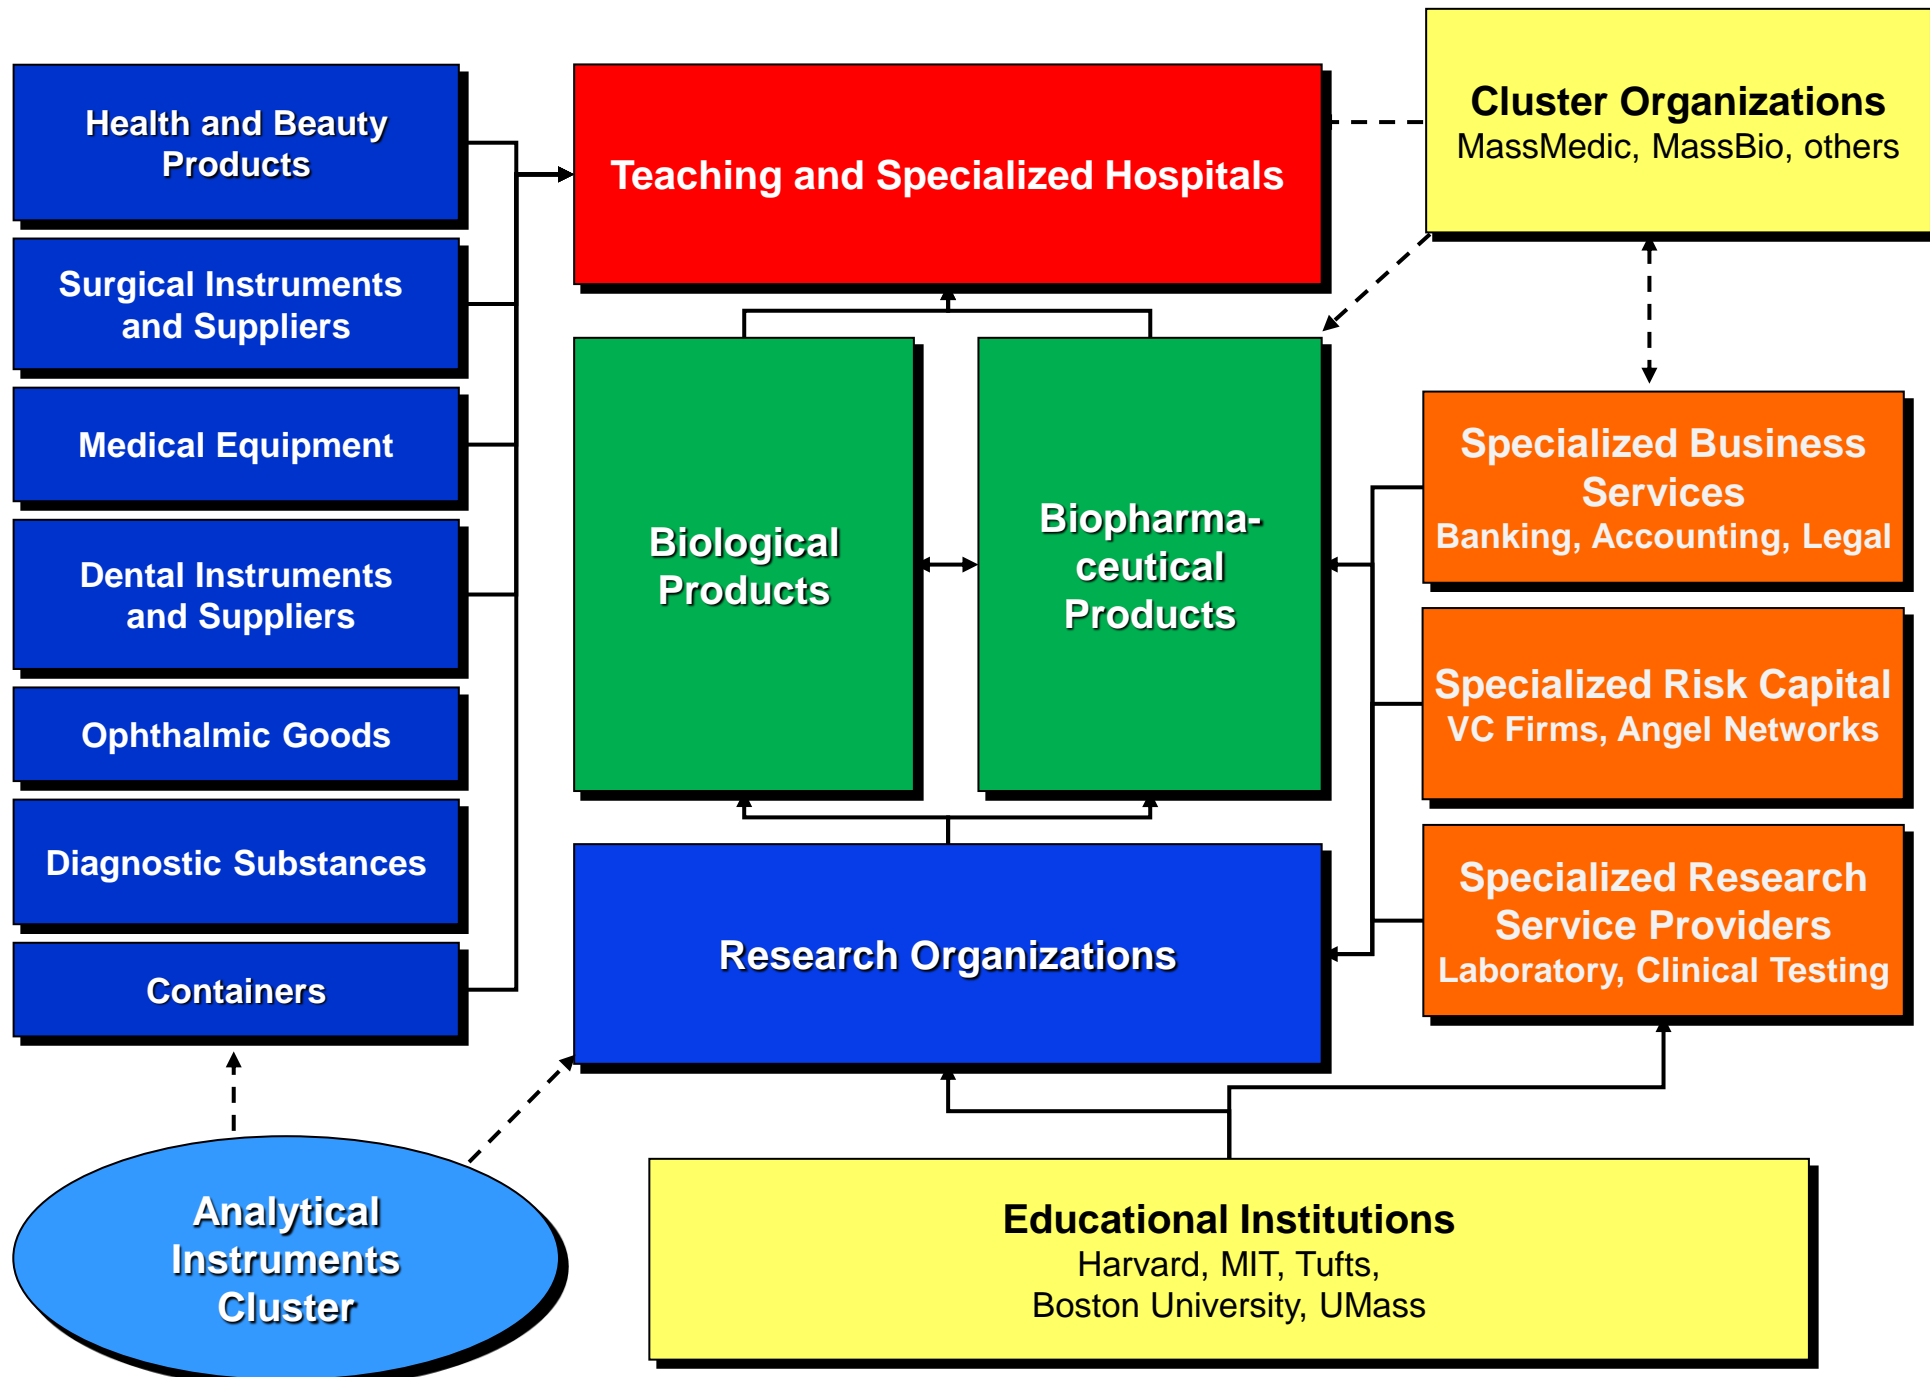 Health and Beauty
Products
Surgical Instruments
and Suppliers
Medical Equipment
Dental Instruments
and Suppliers
Ophthalmic Goods
Diagnostic Substances
Containers
Analytical
Instruments
Cluster
Teaching and Specialized Hospitals
Biological
Products
Biopharma-
ceutical
Products
Research Organizations
Educational Institutions
Harvard, MIT, Tufts,
Boston University, UMass
Cluster Organizations
MassMedic, MassBio, others
Specialized Business
Services
Banking, Accounting, Legal
Specialized Risk Capital
VC Firms, Angel Networks
Specialized Research
Service Providers
Laboratory, Clinical Testing